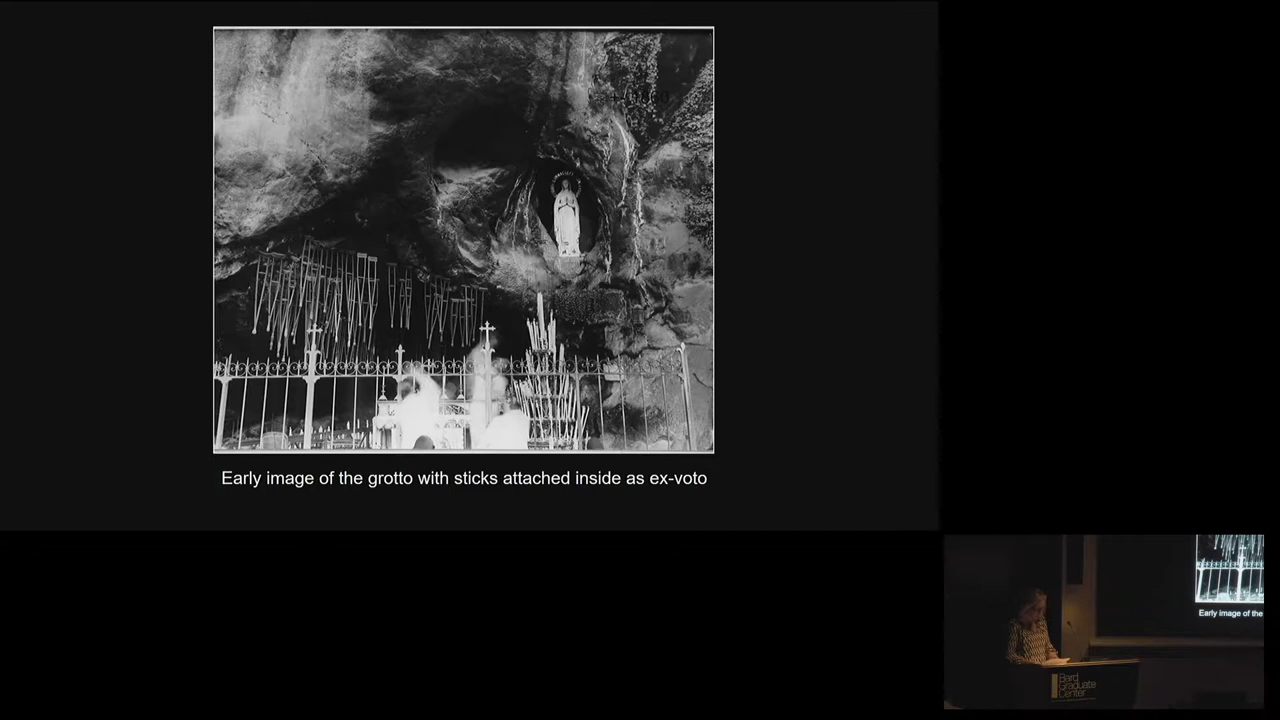 Early image of the grotto with sticks attached inside as ex-voto
Early image of the
Bard
Graduate
Center